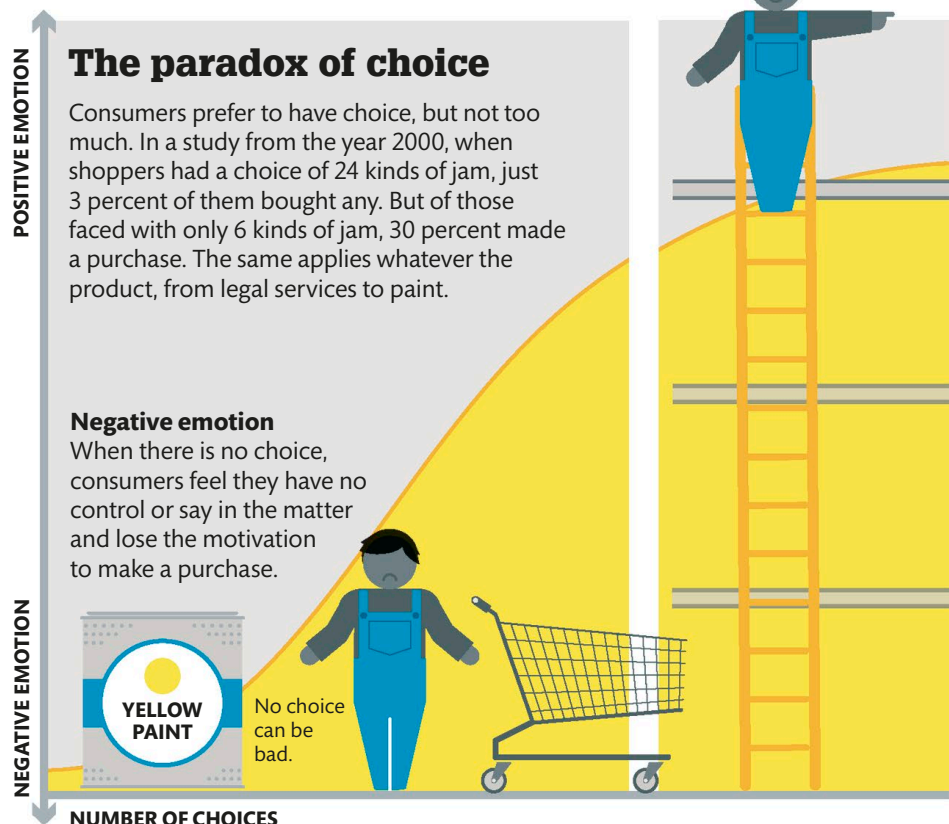 The paradox of choice
Consumers prefer to have choice, but not too
much. In a study from the year 2000, when
shoppers had a choice of 24 kinds of jam, just
3 percent of them bought any. But of those
faced with only 6 kinds of jam, 30 percent made
a purchase. The same applies whatever the
product, from legal services to paint.
POSITIVE EMOTION
Negative emotion
When there is no choice,
consumers feel they have no
control or say in the matter
and lose the motivation
to make a purchase.
NEGATIVE EMOTION
YELLOW
PAINT
No choice
can be
bad.
NUMBER OF CHOICES